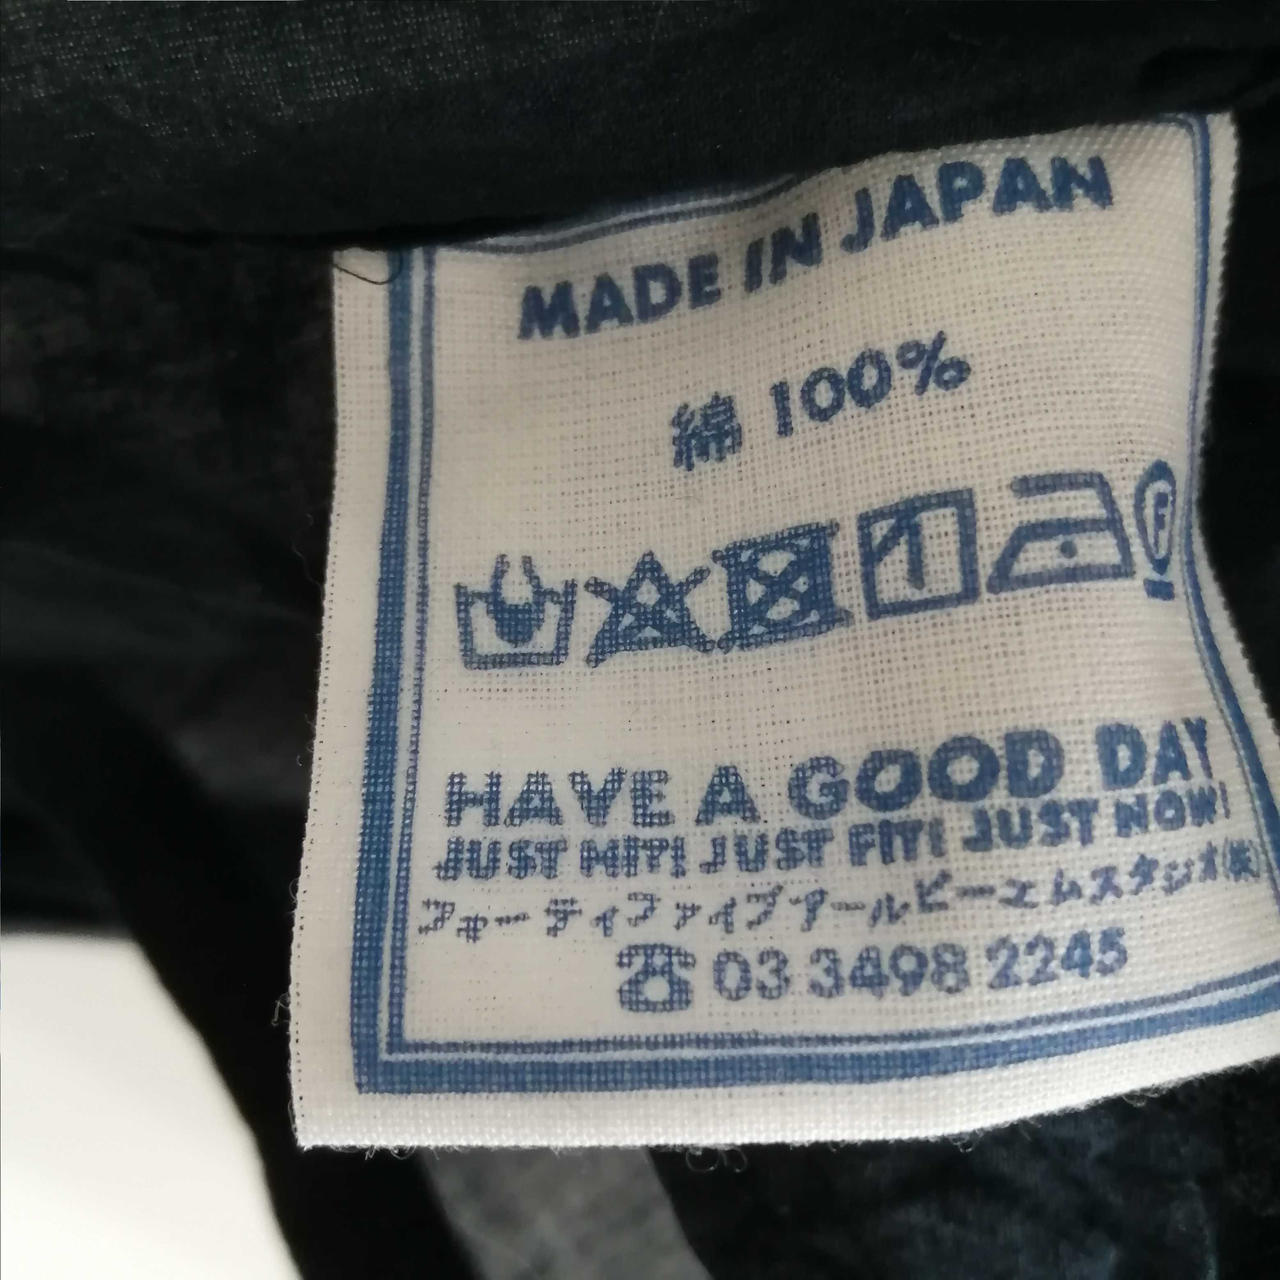 MADE IN JAPAN
綿 100%
F
HAVE A GOOD DAY
JUST HIT! JUST FIT! JUST NOW!
フォーティファイブアールピーエムスタジオ(株)
☎ 03 3498 2245